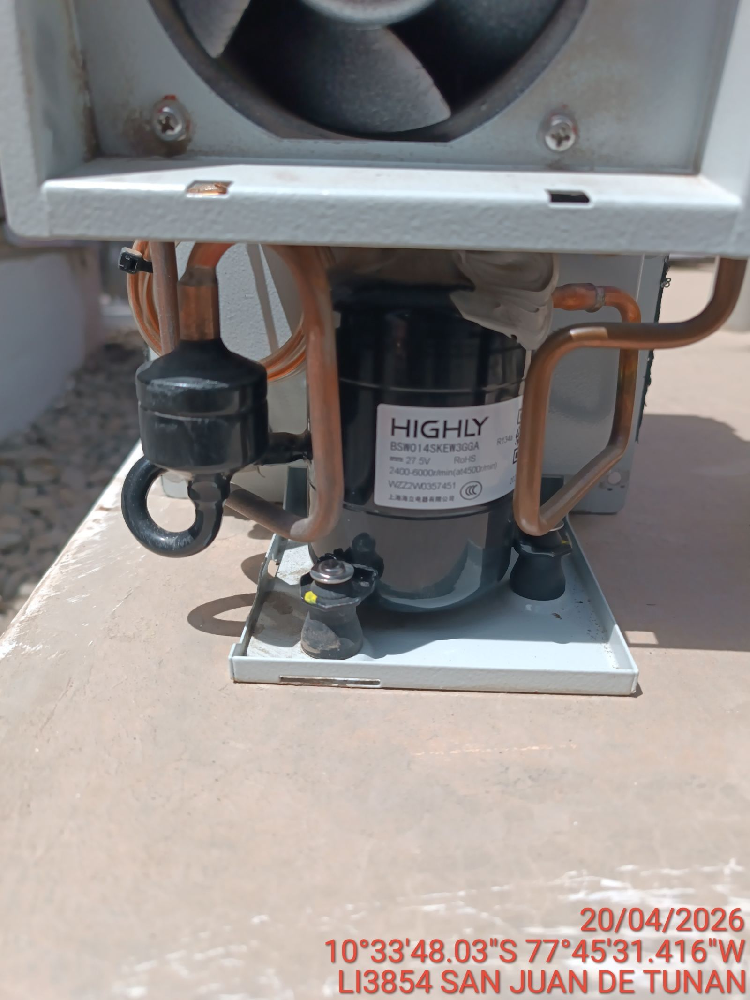 HIGHLY
BSW014SKEW3GGA
R134a
27.5V RoHS
2400-6000r/min(at4500r/min)
WZZ2W0357451
上海海立电器有限公司
20/04/2026
10°33'48.03"S 77°45'31.416"W
LI3854 SAN JUAN DE TUNAN